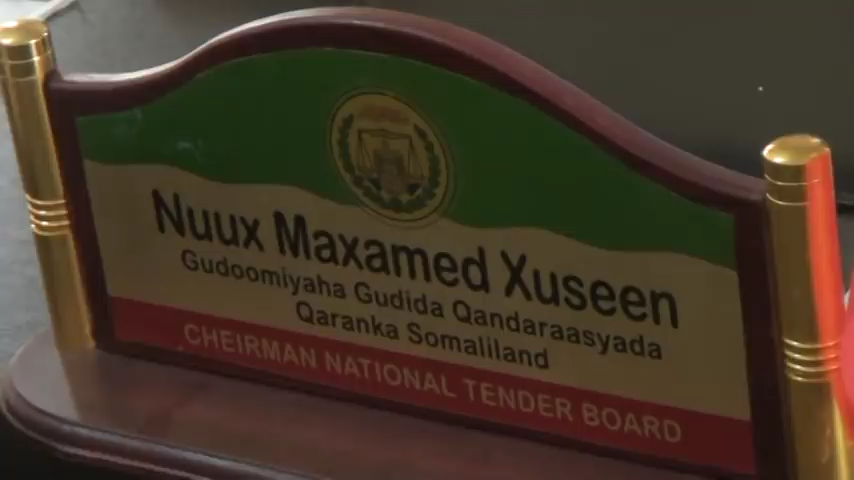 Nuux Maxamed Xuseen
Gudoomiyaha Gudida Qandaraasyada
Qaranka Somaliland
CHEIRMAN NATIONAL TENDER BOARD